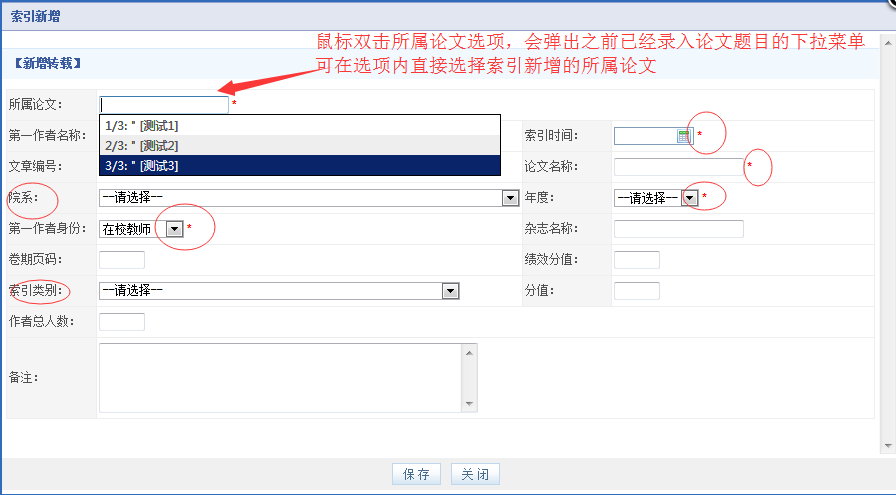 索引新增
鼠标双击所属论文选项，会弹出之前已经录入论文题目的下拉菜单
可在选项内直接选择索引新增的所属论文
【新增转载】
所属论文： *
1/3: " [测试1]
2/3: " [测试2]
3/3: " [测试3]
第一作者名称： 索引时间： *
文章编号： 论文名称： *
院系： --请选择-- 年度： --请选择-- *
第一作者身份： 在校教师 * 杂志名称：
卷期页码： 绩效分值：
索引类别： --请选择-- 分值：
作者总人数：
备注：
保 存 关 闭